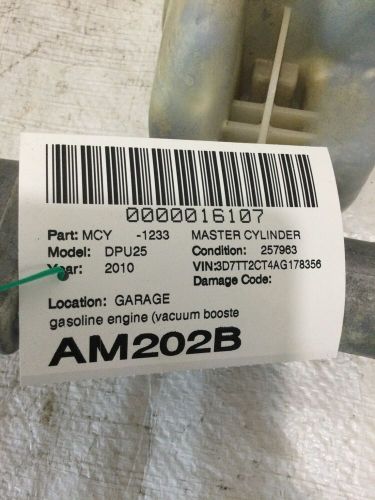 0000016107
Part: MCY -1233 MASTER CYLINDER
Model: DPU25 Condition: 257963
Year: 2010 VIN:3D7TT2CT4AG178356
Damage Code:
Location: GARAGE
gasoline engine (vacuum booste
AM202B